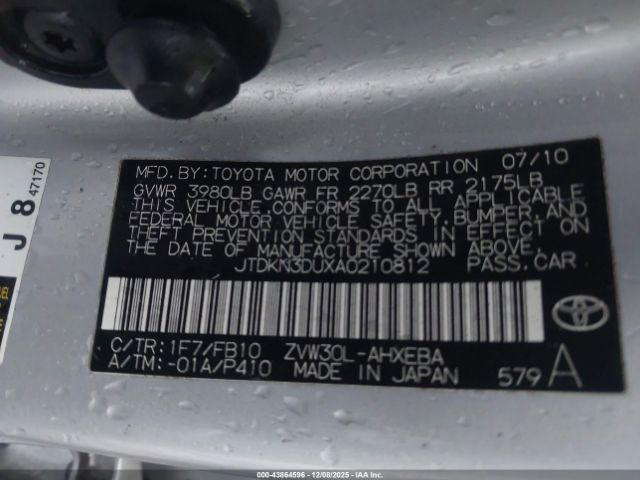 MFD. BY: TOYOTA MOTOR CORPORATION 07/10
GVWR 3980LB GAWR FR 2270LB RR 2175LB
THIS VEHICLE CONFORMS TO ALL APPLICABLE
FEDERAL MOTOR VEHICLE SAFETY, BUMPER, AND
THEFT PREVENTION STANDARDS IN EFFECT ON
THE DATE OF MANUFACTURE SHOWN ABOVE.
JTDKN3DUXA0210812 PASS. CAR
C/TR: 1F7/FB10 ZVW30L-AHXEBA
A/TM: -01A/P410 MADE IN JAPAN 579 A
J 8 47170
000-43864596 | 12/08/2025 - IAAI.COM